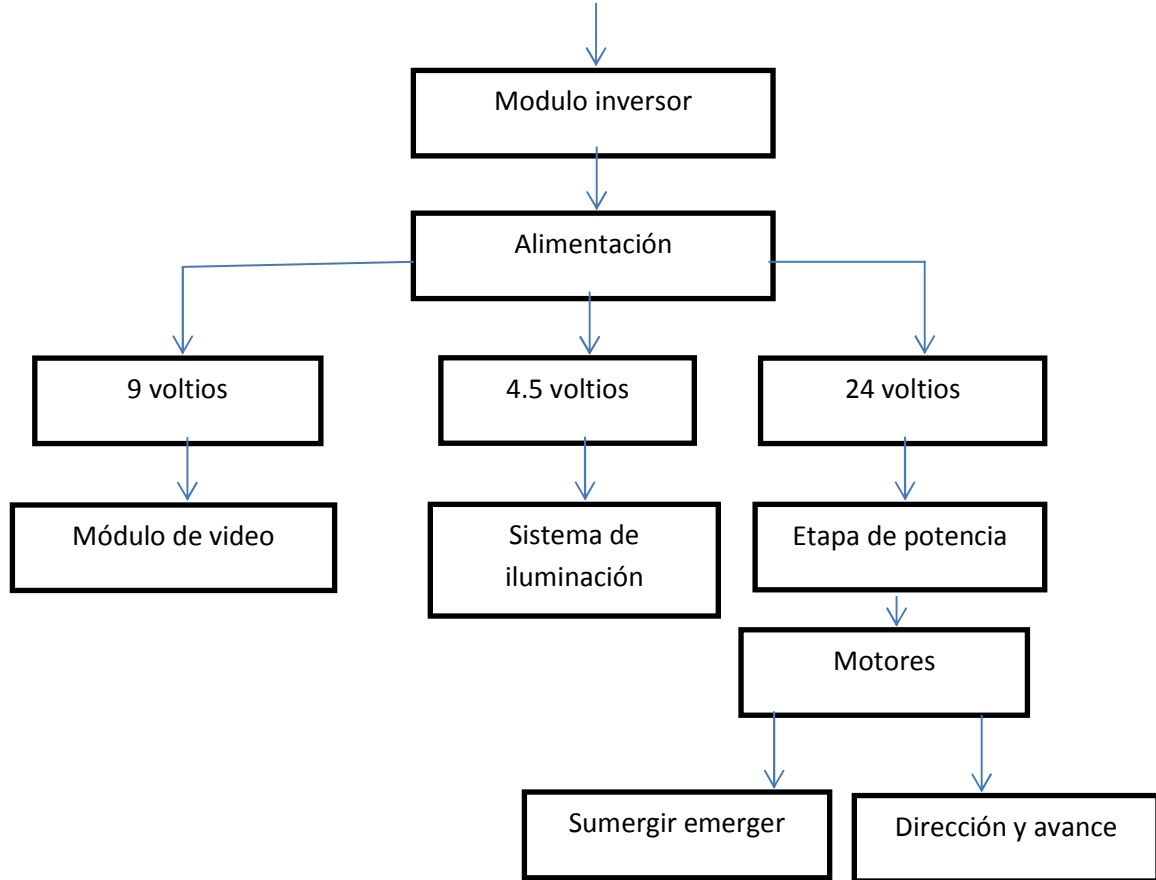 Modulo inversor
Alimentación
9 voltios
4.5 voltios
24 voltios
Módulo de video
Sistema de
iluminación
Etapa de potencia
Motores
Sumergir emerger
Dirección y avance